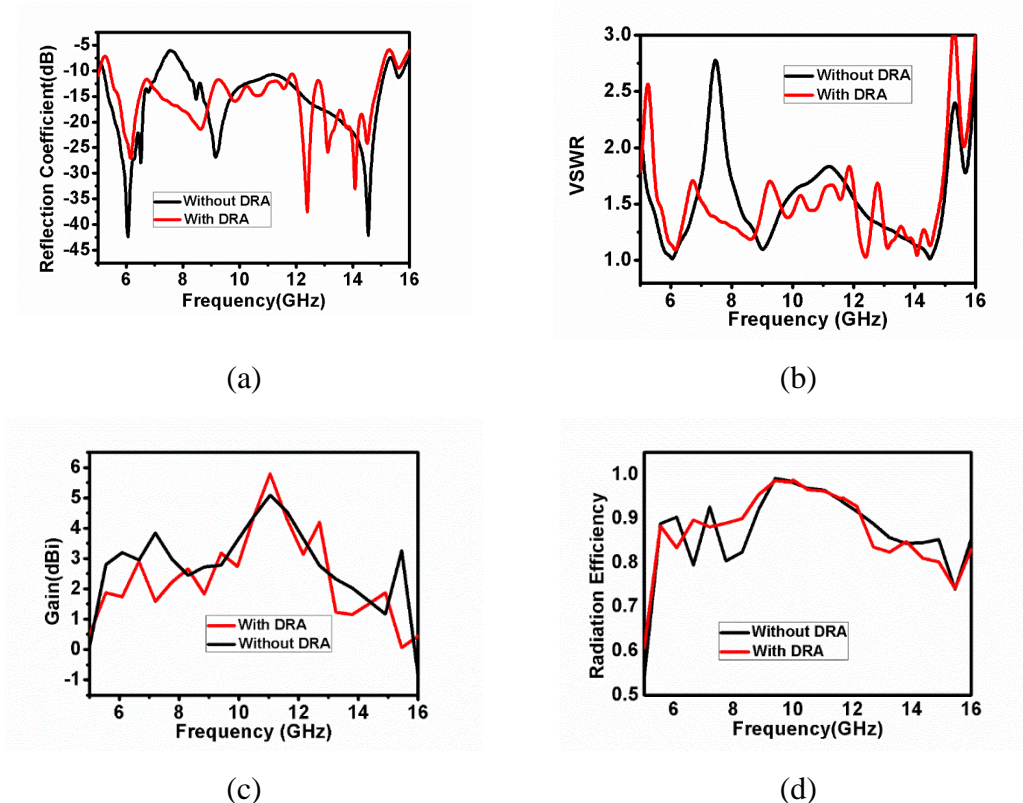 -5
-10
-15
-20
-25
-30
-35
-40
-45
Reflection Coefficient(dB)
Without DRA
With DRA
6 8 10 12 14 16
Frequency(GHz)
(a)
3.0
2.5
2.0
1.5
1.0
VSWR
Without DRA
With DRA
6 8 10 12 14 16
Frequency (GHz)
(b)
6
5
4
3
2
1
0
-1
Gain(dBi)
With DRA
Without DRA
6 8 10 12 14 16
Frequency (GHz)
(c)
1.0
0.9
0.8
0.7
0.6
0.5
Radiation Efficiency
Without DRA
With DRA
6 8 10 12 14 16
Frequency(GHz)
(d)